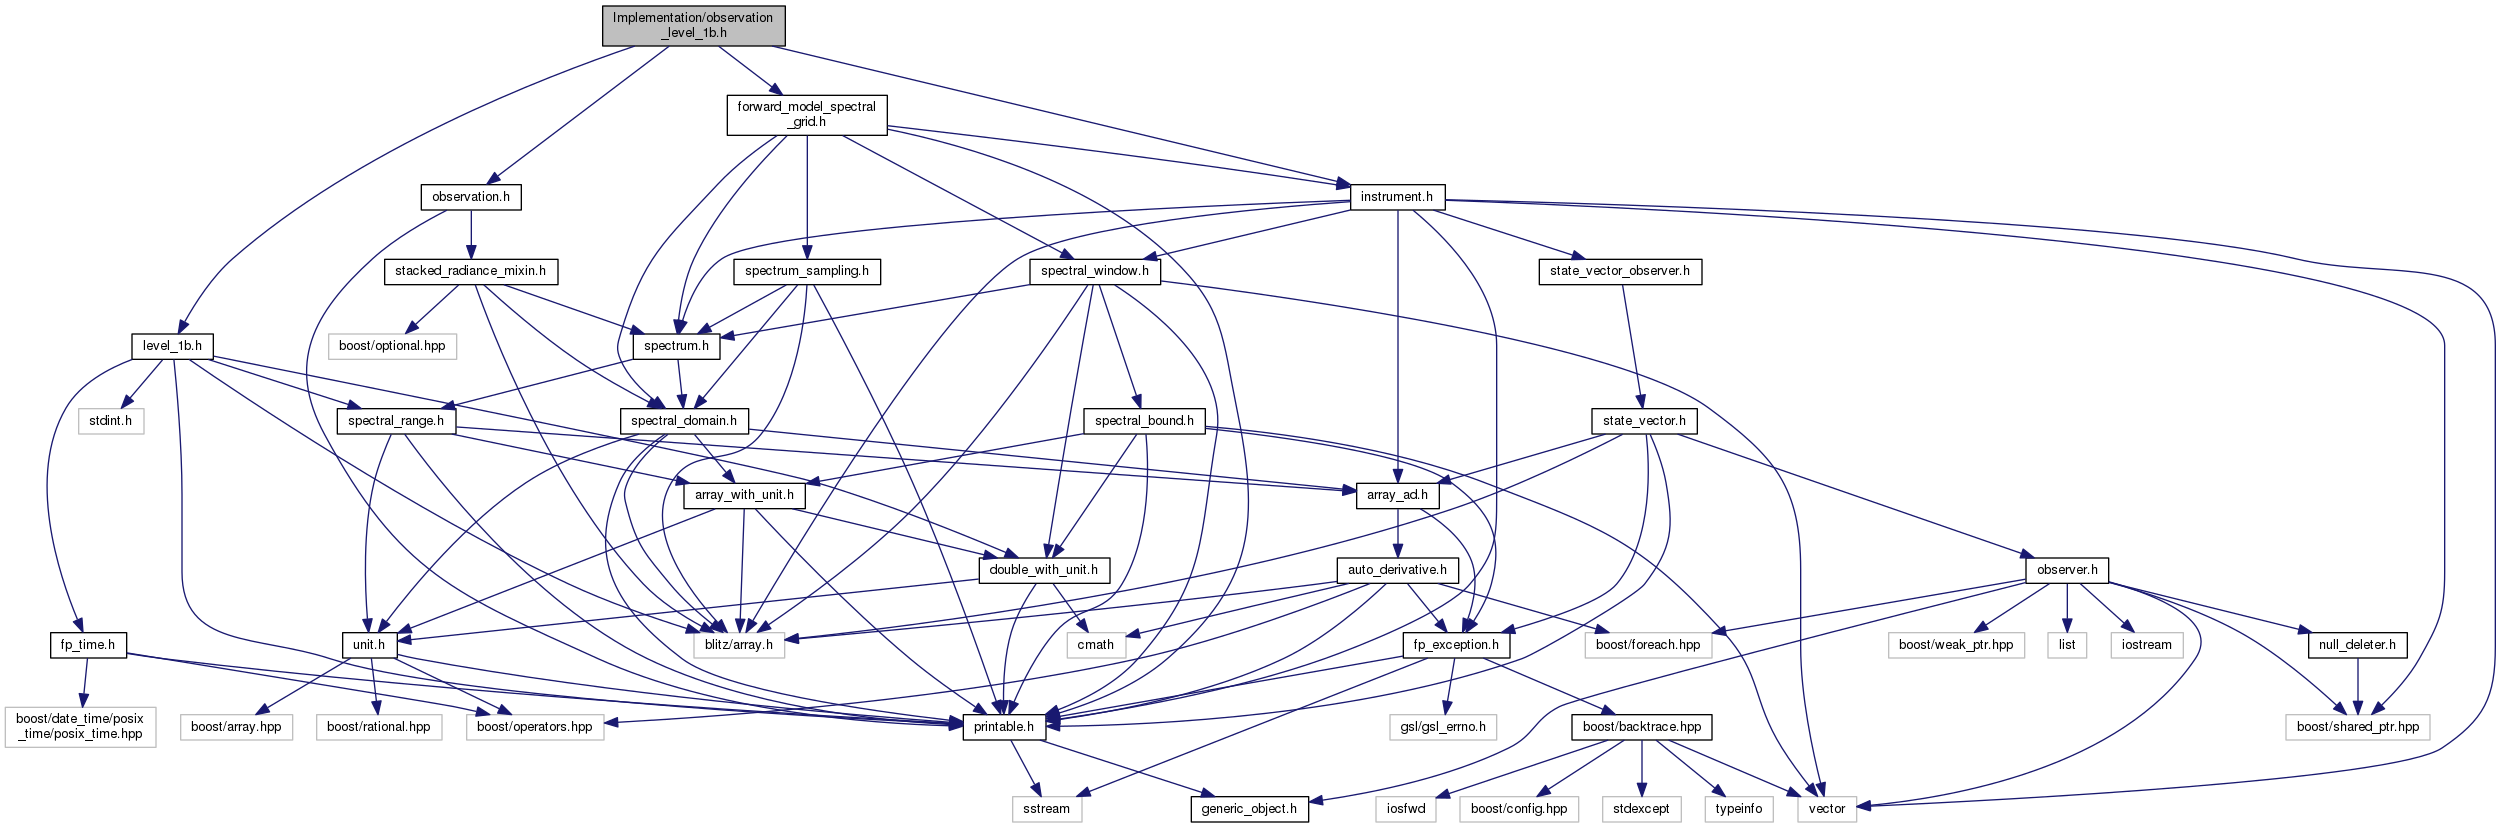 Implementation/observation
_level_1b.h
forward_model_spectral
_grid.h
observation.h
instrument.h
stacked_radiance_mixin.h
spectrum_sampling.h
spectral_window.h
state_vector_observer.h
level_1b.h
boost/optional.hpp
spectrum.h
stdint.h
spectral_range.h
spectral_domain.h
spectral_bound.h
state_vector.h
array_with_unit.h
array_ad.h
double_with_unit.h
auto_derivative.h
observer.h
fp_time.h
unit.h
blitz/array.h
cmath
fp_exception.h
boost/foreach.hpp
boost/weak_ptr.hpp
list
iostream
null_deleter.h
boost/date_time/posix
_time/posix_time.hpp
boost/array.hpp
boost/rational.hpp
boost/operators.hpp
printable.h
gsl/gsl_errno.h
boost/backtrace.hpp
boost/shared_ptr.hpp
sstream
generic_object.h
iosfwd
boost/config.hpp
stdexcept
typeinfo
vector